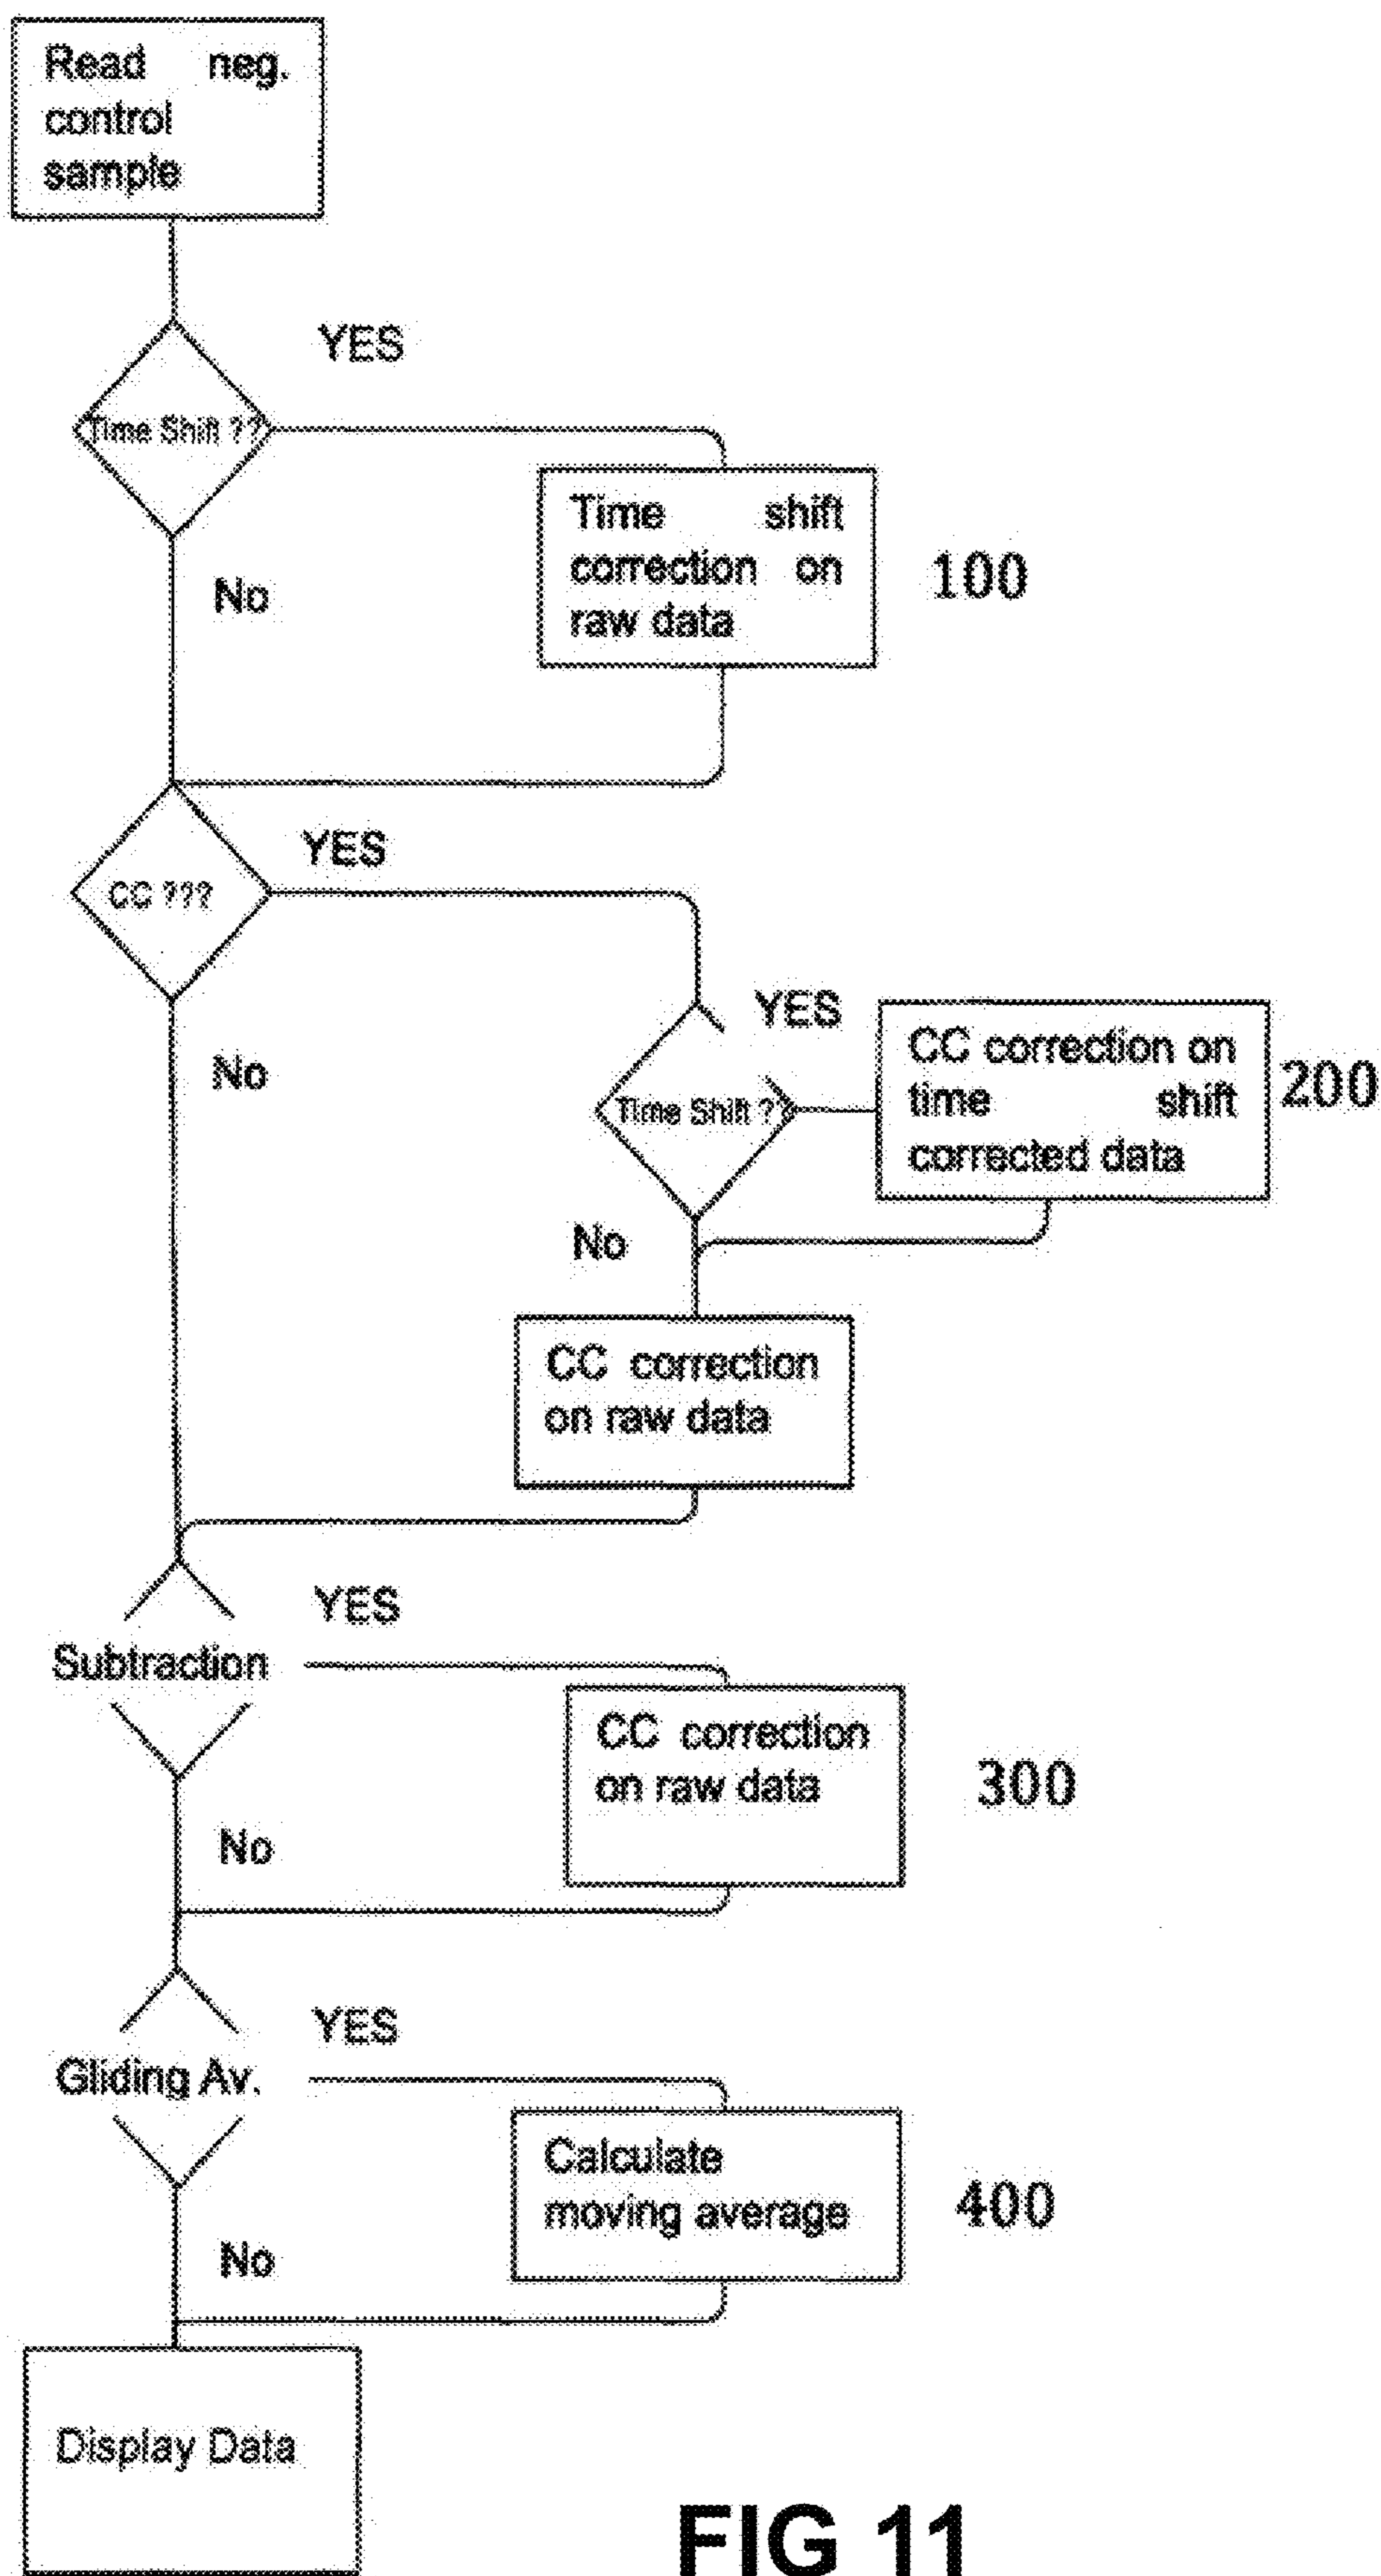 Read neg.
control
sample
YES
Time Shift ??
No
Time shift
correction on
raw data
100
YES
CC ???
No
YES
Time Shift ??
No
CC correction on
time shift
corrected data
200
CC correction
on raw data
YES
Subtraction
No
CC correction
on raw data
300
YES
Gliding Av.
No
Calculate
moving average
400
Display Data
FIG 11